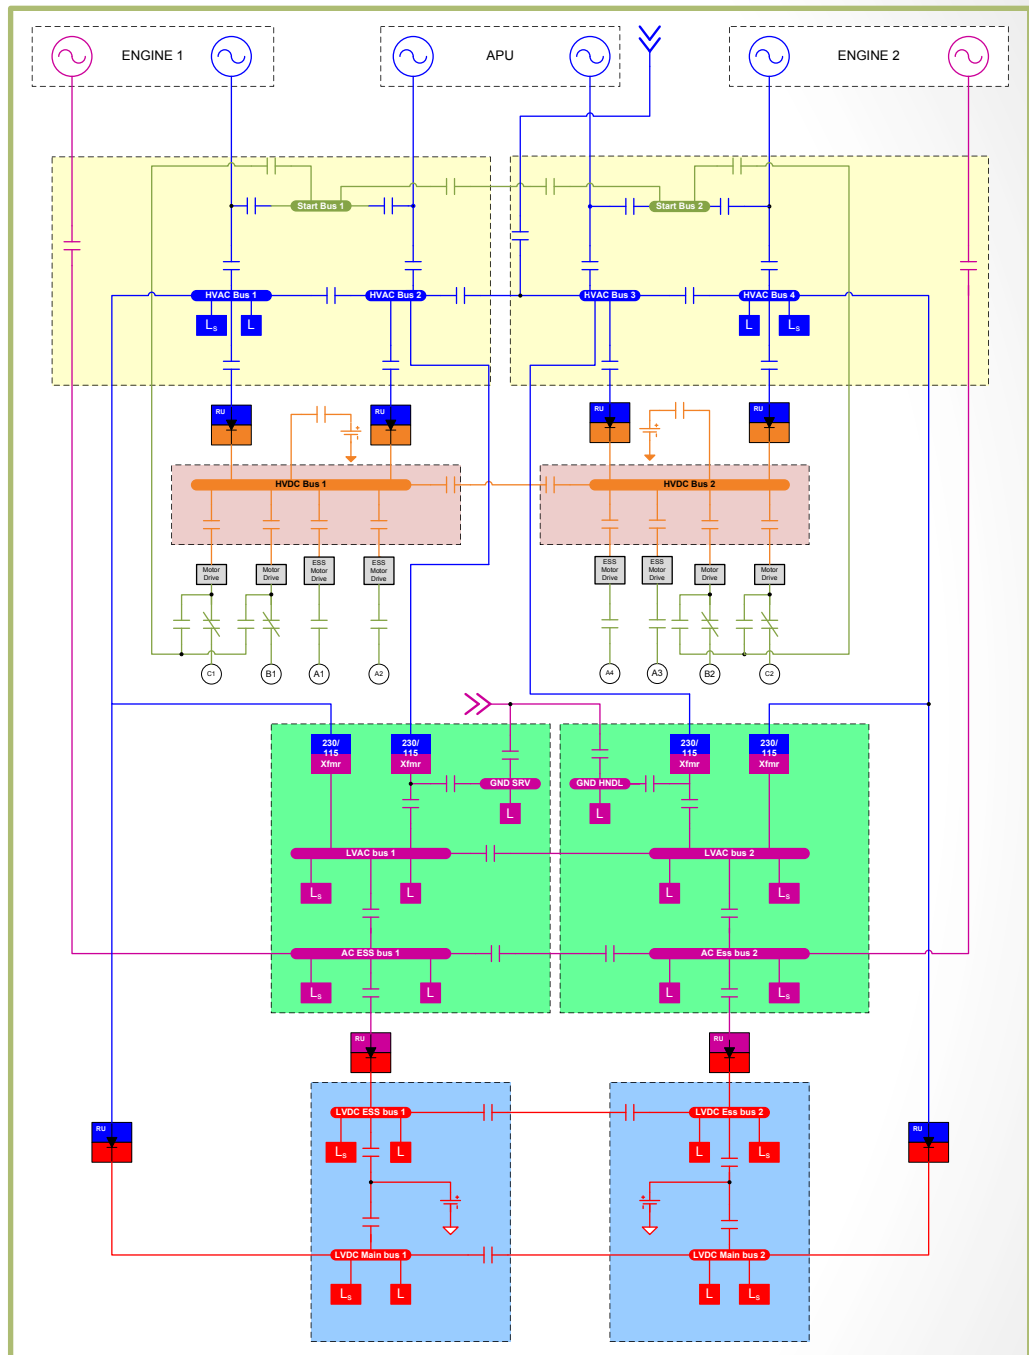 ENGINE 1
APU
ENGINE 2
Start Bus 1
Start Bus 2
HVAC Bus 1
HVAC Bus 2
HVAC Bus 3
HVAC Bus 4
Ls
L
L
Ls
RU
RU
RU
RU
HVDC Bus 1
HVDC Bus 2
Motor
Drive
Motor
Drive
ESS
Motor
Drive
ESS
Motor
Drive
ESS
Motor
Drive
ESS
Motor
Drive
Motor
Drive
Motor
Drive
C1
B1
A1
A2
A4
A3
B2
C2
230/
115
Xfmr
230/
115
Xfmr
230/
115
Xfmr
230/
115
Xfmr
GND SRV
GND HNDL
L
L
LVAC bus 1
LVAC bus 2
Ls
L
L
Ls
AC ESS bus 1
AC Ess bus 2
Ls
L
L
Ls
RU
RU
LVDC ESS bus 1
LVDC Ess bus 2
RU
RU
Ls
L
L
Ls
LVDC Main bus 1
LVDC Main bus 2
Ls
L
L
Ls